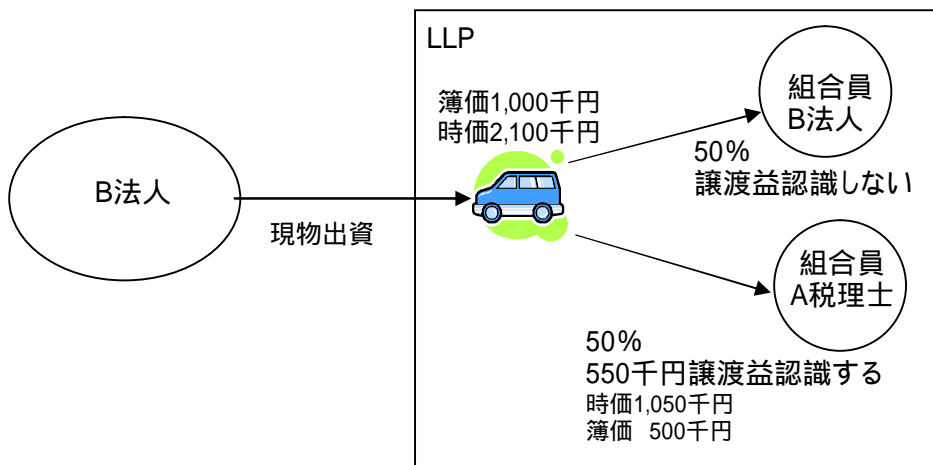 LLP
簿価1,000千円
時価2,100千円
組合員
B法人
50%
譲渡益認識しない
B法人
現物出資
組合員
A税理士
50%
550千円譲渡益認識する
時価1,050千円
簿価 500千円